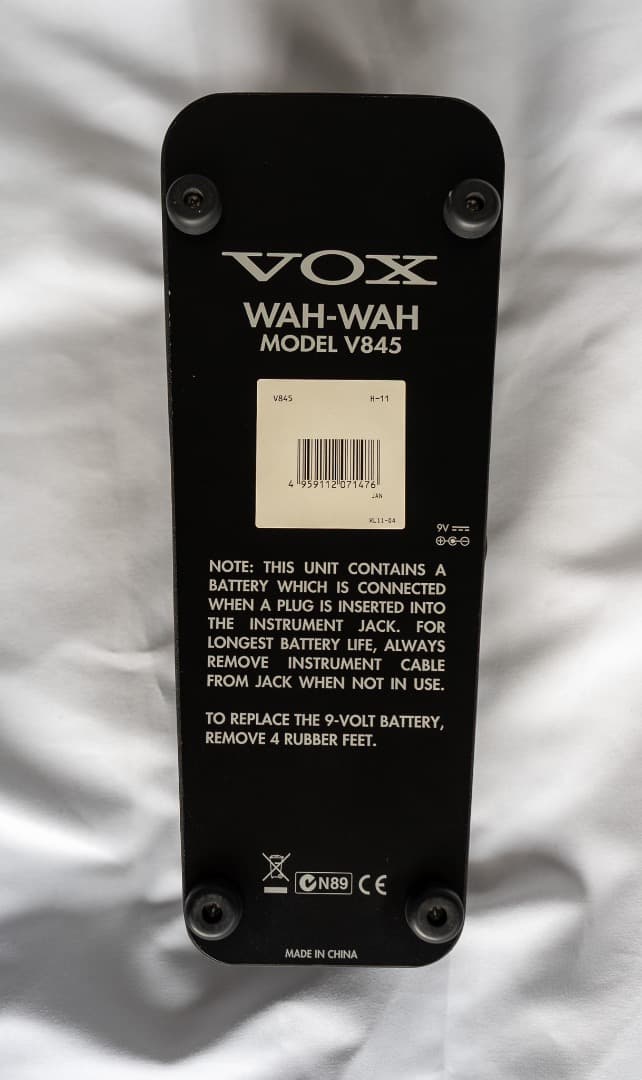 VOX
WAH-WAH
MODEL V845
V845 H-11
4 959112 071476
JAN
KL11-04
9V
NOTE: THIS UNIT CONTAINS A
BATTERY WHICH IS CONNECTED
WHEN A PLUG IS INSERTED INTO
THE INSTRUMENT JACK. FOR
LONGEST BATTERY LIFE, ALWAYS
REMOVE INSTRUMENT CABLE
FROM JACK WHEN NOT IN USE.
TO REPLACE THE 9-VOLT BATTERY,
REMOVE 4 RUBBER FEET.
N89 CE
MADE IN CHINA